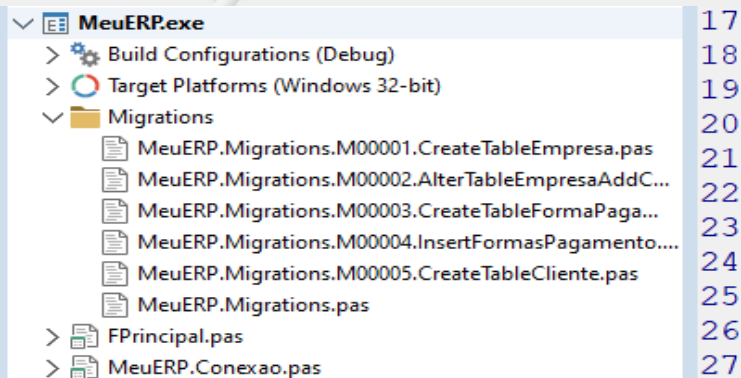 MeuERP.exe
Build Configurations (Debug)
Target Platforms (Windows 32-bit)
Migrations
MeuERP.Migrations.M00001.CreateTableEmpresa.pas
MeuERP.Migrations.M00002.AlterTableEmpresaAddC...
MeuERP.Migrations.M00003.CreateTableFormaPaga...
MeuERP.Migrations.M00004.InsertFormasPagamento....
MeuERP.Migrations.M00005.CreateTableCliente.pas
MeuERP.Migrations.pas
FPrincipal.pas
MeuERP.Conexao.pas
17
18
19
20
21
22
23
24
25
26
27